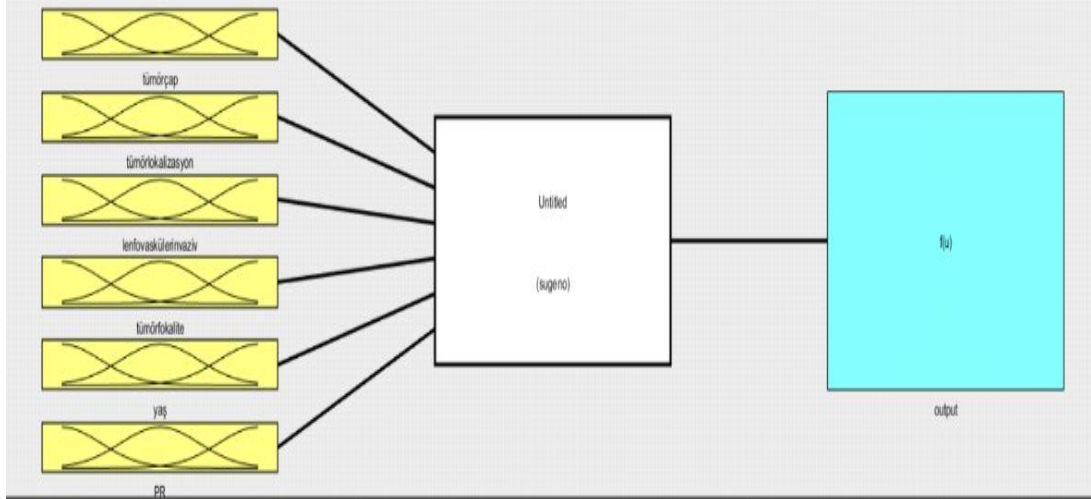 tümörçap
tümörlokalizasyon
lenfovaskülerinvaziv
tümörfokalite
yaş
PR
Untitled
(sugeno)
f(u)
output